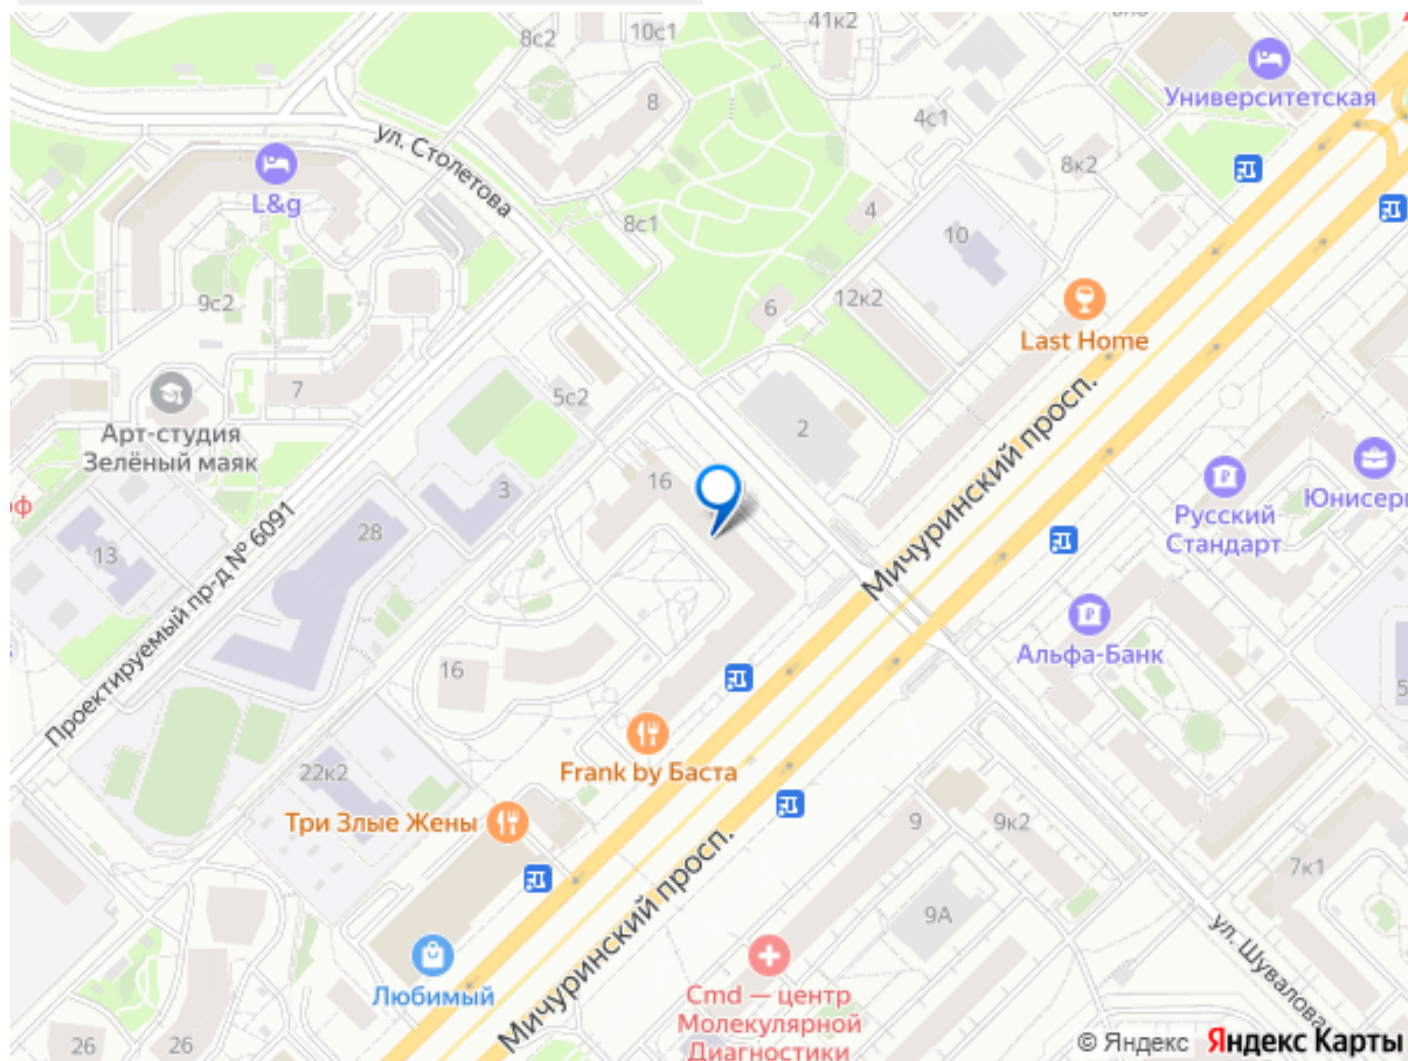 41к2
8с2
10с1
Университетская
8
4с1
ул. Столетова
8к2
L&g
8с1
4
10
9с2
6
12к2
Last Home
7
5с2
Арт-студия
Зелёный маяк
2
Мичуринский просп.
16
3
Русский
Стандарт
Юнисер
оф
13
28
Проектируемый пр-д № 6091
Альфа-Банк
16
5
22к2
Frank by Баста
Три Злые Жены
9
9к2
7к1
Мичуринский просп.
9А
ул. Шувалова
Любимый
Cmd — центр
Молекулярной
Диагностики
26
26
© Яндекс Яндекс Карты